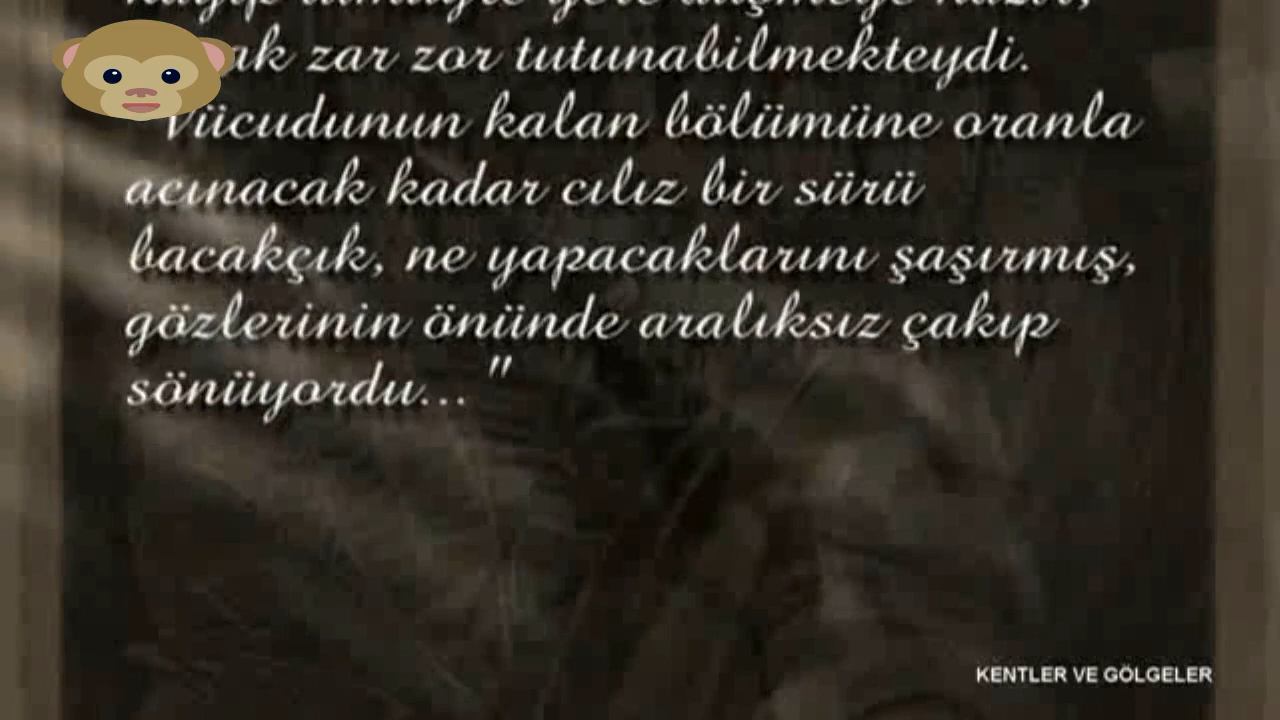 zar zor tutunabilmekteydi.
Vücudunun kalan bölümüne oranla
acınacak kadar cılız bir sürü
bacakçık, ne yapacaklarını şaşırmış,
gözlerinin önünde aralıksız çakıp
sönüyordu... "
KENTLER VE GÖLGELER